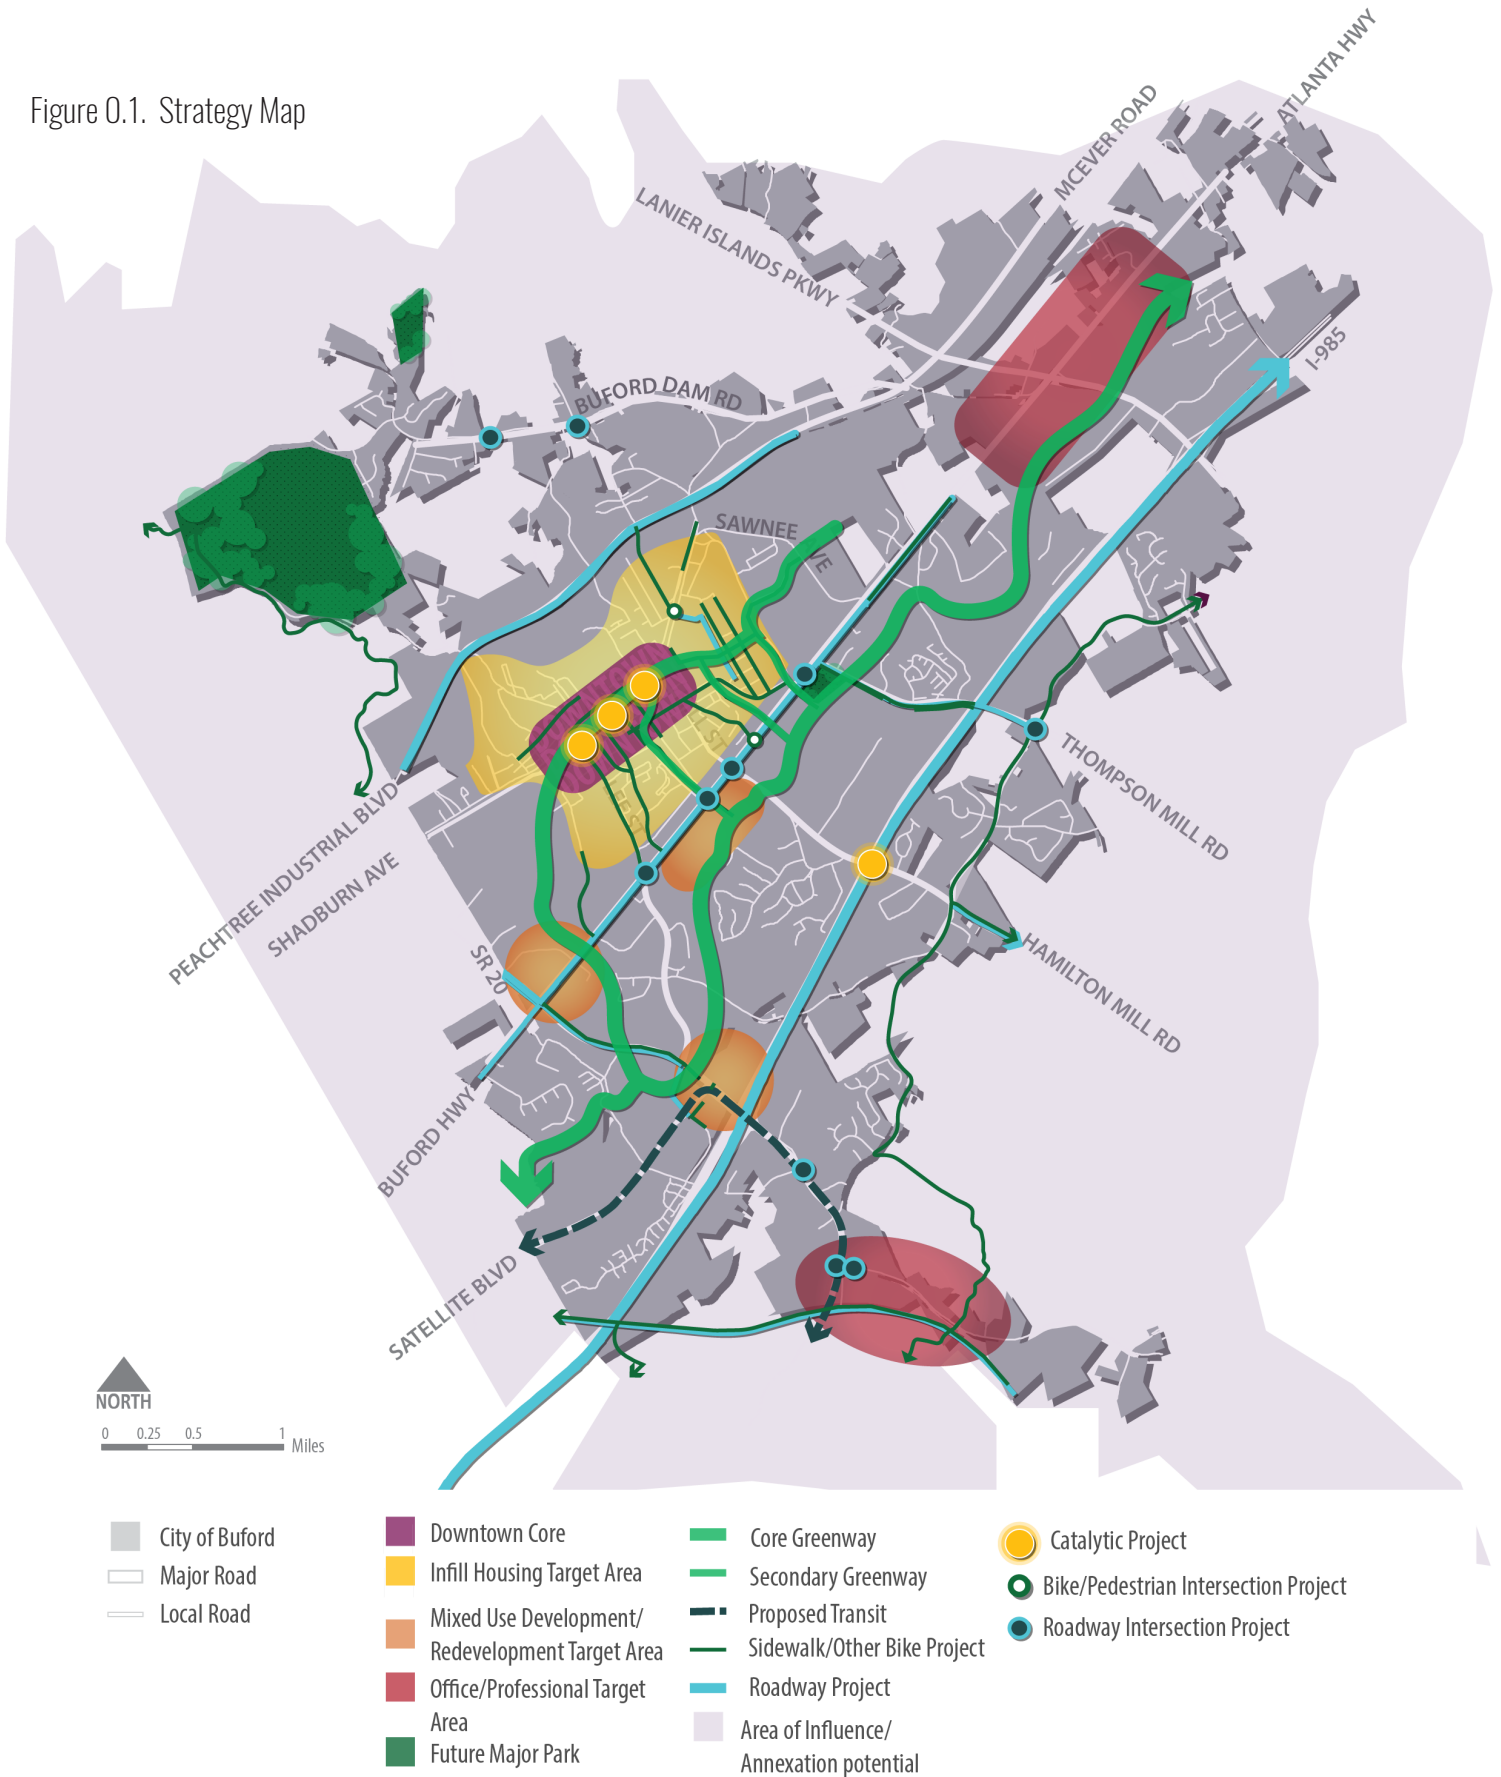 Figure 0.1. Strategy Map
ATLANTA HWY
MCEVER ROAD
LANIER ISLANDS PKWY
I-985
BUFORD DAM RD
SAWNEE AVE
ST
EE ST
PEACHTREE INDUSTRIAL BLVD
SHADBURN AVE
THOMPSON MILL RD
HAMILTON MILL RD
SR 20
BUFORD HWY
SATELLITE BLVD
NORTH
0 0.25 0.5 1
Miles
City of Buford
Major Road
Local Road
Downtown Core
Infill Housing Target Area
Mixed Use Development/
Redevelopment Target Area
Office/Professional Target
Area
Future Major Park
Core Greenway
Secondary Greenway
Proposed Transit
Sidewalk/Other Bike Project
Roadway Project
Area of Influence/
Annexation potential
Catalytic Project
Bike/Pedestrian Intersection Project
Roadway Intersection Project